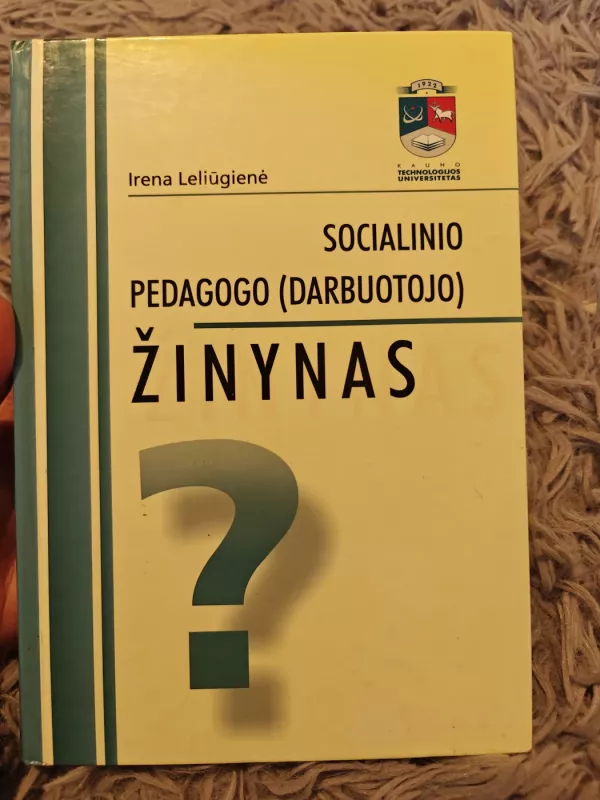 1922
KAUNO
TECHNOLOGIJOS
UNIVERSITETAS
Irena Leliūgienė
SOCIALINIO
PEDAGOGO (DARBUOTOJO)
ŽINYNAS
?